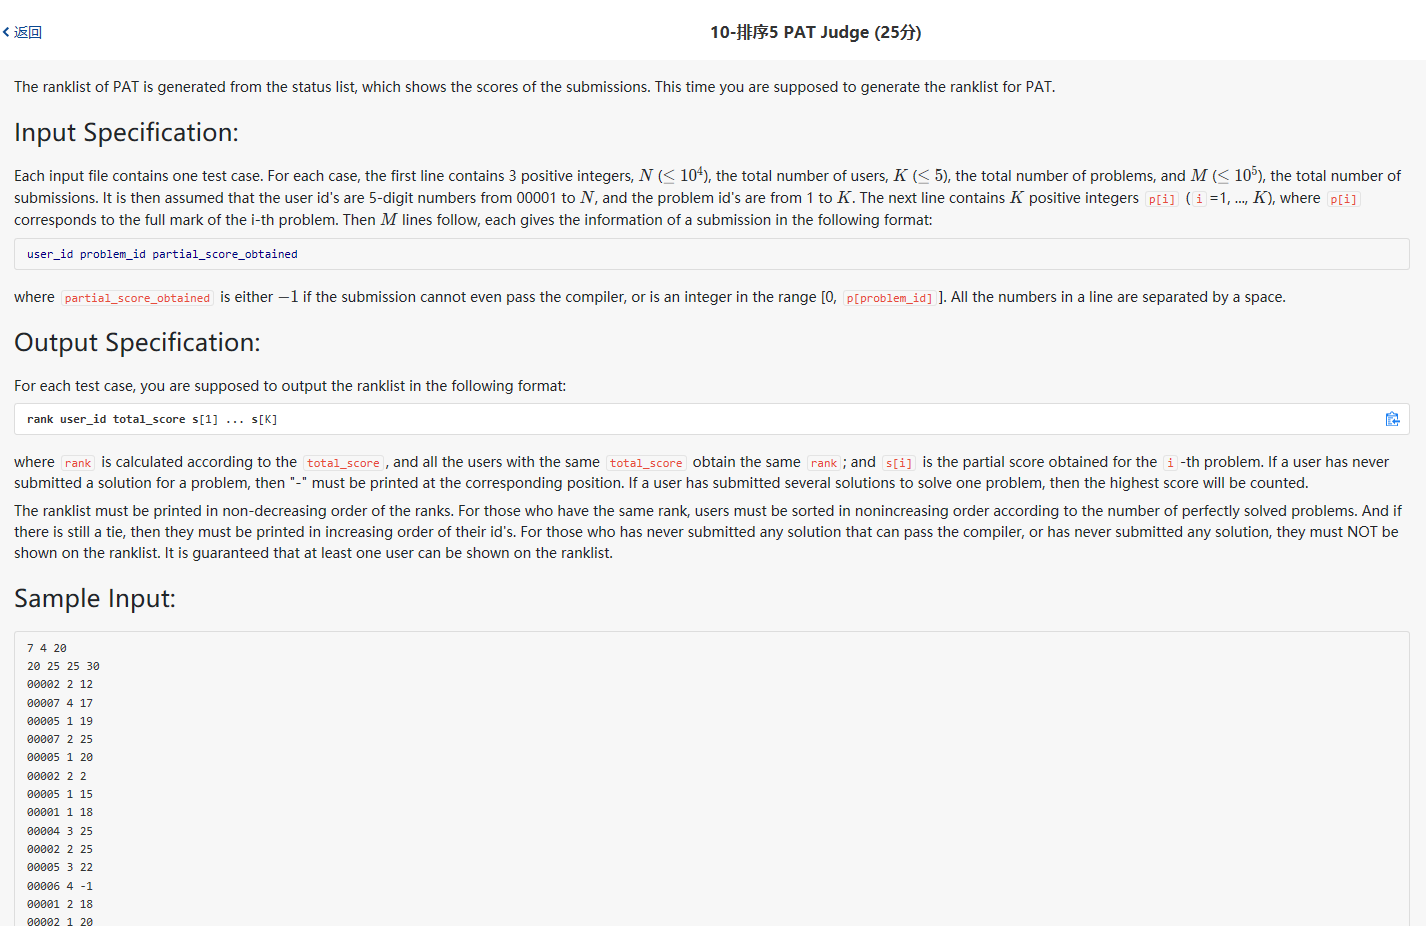 返回
10-排序5 PAT Judge (25分)
The ranklist of PAT is generated from the status list, which shows the scores of the submissions. This time you are supposed to generate the ranklist for PAT.
Input Specification:
Each input file contains one test case. For each case, the first line contains 3 positive integers, N (≤ 10⁴), the total number of users, K (≤ 5), the total number of problems, and M (≤ 10⁵), the total number of
submissions. It is then assumed that the user id's are 5-digit numbers from 00001 to N, and the problem id's are from 1 to K. The next line contains K positive integers p[i] ( i =1, ..., K), where p[i]
corresponds to the full mark of the i-th problem. Then M lines follow, each gives the information of a submission in the following format:
user_id problem_id partial_score_obtained
where partial_score_obtained is either −1 if the submission cannot even pass the compiler, or is an integer in the range [0, p[problem_id] ]. All the numbers in a line are separated by a space.
Output Specification:
For each test case, you are supposed to output the ranklist in the following format:
rank user_id total_score s[1] ... s[K]
where rank is calculated according to the total_score , and all the users with the same total_score obtain the same rank ; and s[i] is the partial score obtained for the i -th problem. If a user has never
submitted a solution for a problem, then "-" must be printed at the corresponding position. If a user has submitted several solutions to solve one problem, then the highest score will be counted.
The ranklist must be printed in non-decreasing order of the ranks. For those who have the same rank, users must be sorted in nonincreasing order according to the number of perfectly solved problems. And if
there is still a tie, then they must be printed in increasing order of their id's. For those who has never submitted any solution that can pass the compiler, or has never submitted any solution, they must NOT be
shown on the ranklist. It is guaranteed that at least one user can be shown on the ranklist.
Sample Input:
7 4 20
20 25 25 30
00002 2 12
00007 4 17
00005 1 19
00007 2 25
00005 1 20
00002 2 2
00005 1 15
00001 1 18
00004 3 25
00002 2 25
00005 3 22
00006 4 -1
00001 2 18
00002 1 20